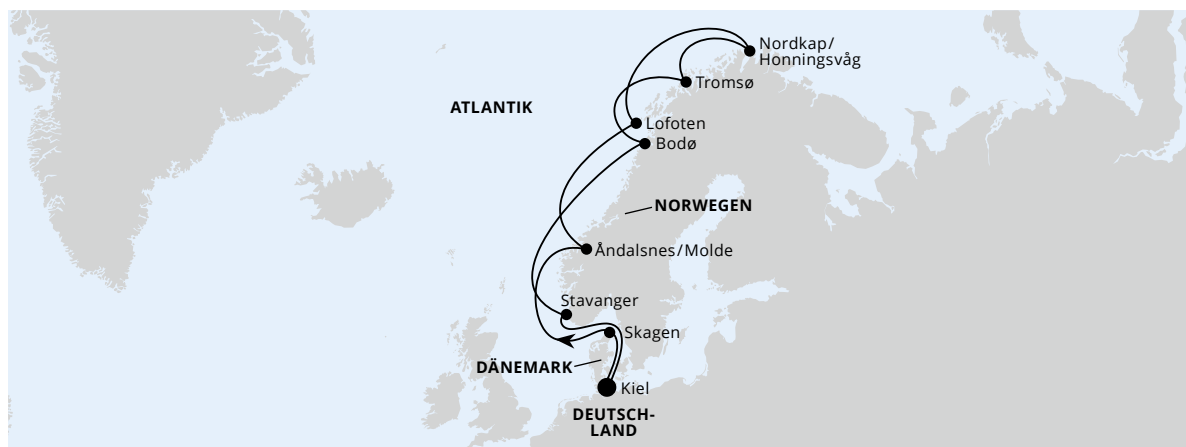 Nordkap/
Honningsvåg
Tromsø
ATLANTIK
Lofoten
Bodø
NORWEGEN
Åndalsnes/Molde
Stavanger
Skagen
DÄNEMARK
Kiel
DEUTSCH-
LAND